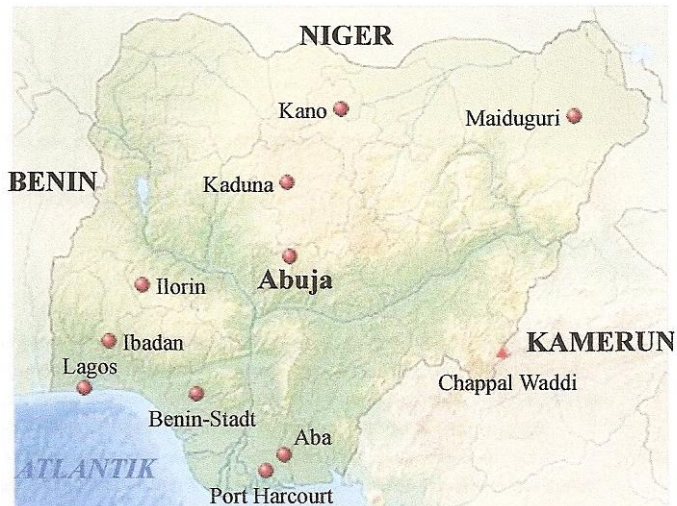 NIGER
Kano
Maiduguri
BENIN
Kaduna
Abuja
Ilorin
Ibadan
KAMERUN
Lagos
Chappal Waddi
Benin-Stadt
Aba
ATLANTIK
Port Harcourt